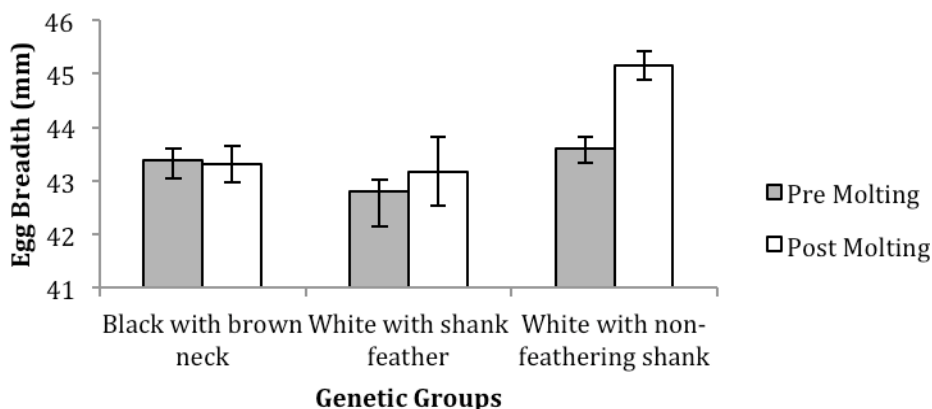 46
45
44
43
42
41
Egg Breadth (mm)
Black with brown neck
White with shank feather
White with non-feathering shank
Genetic Groups
Pre Molting
Post Molting